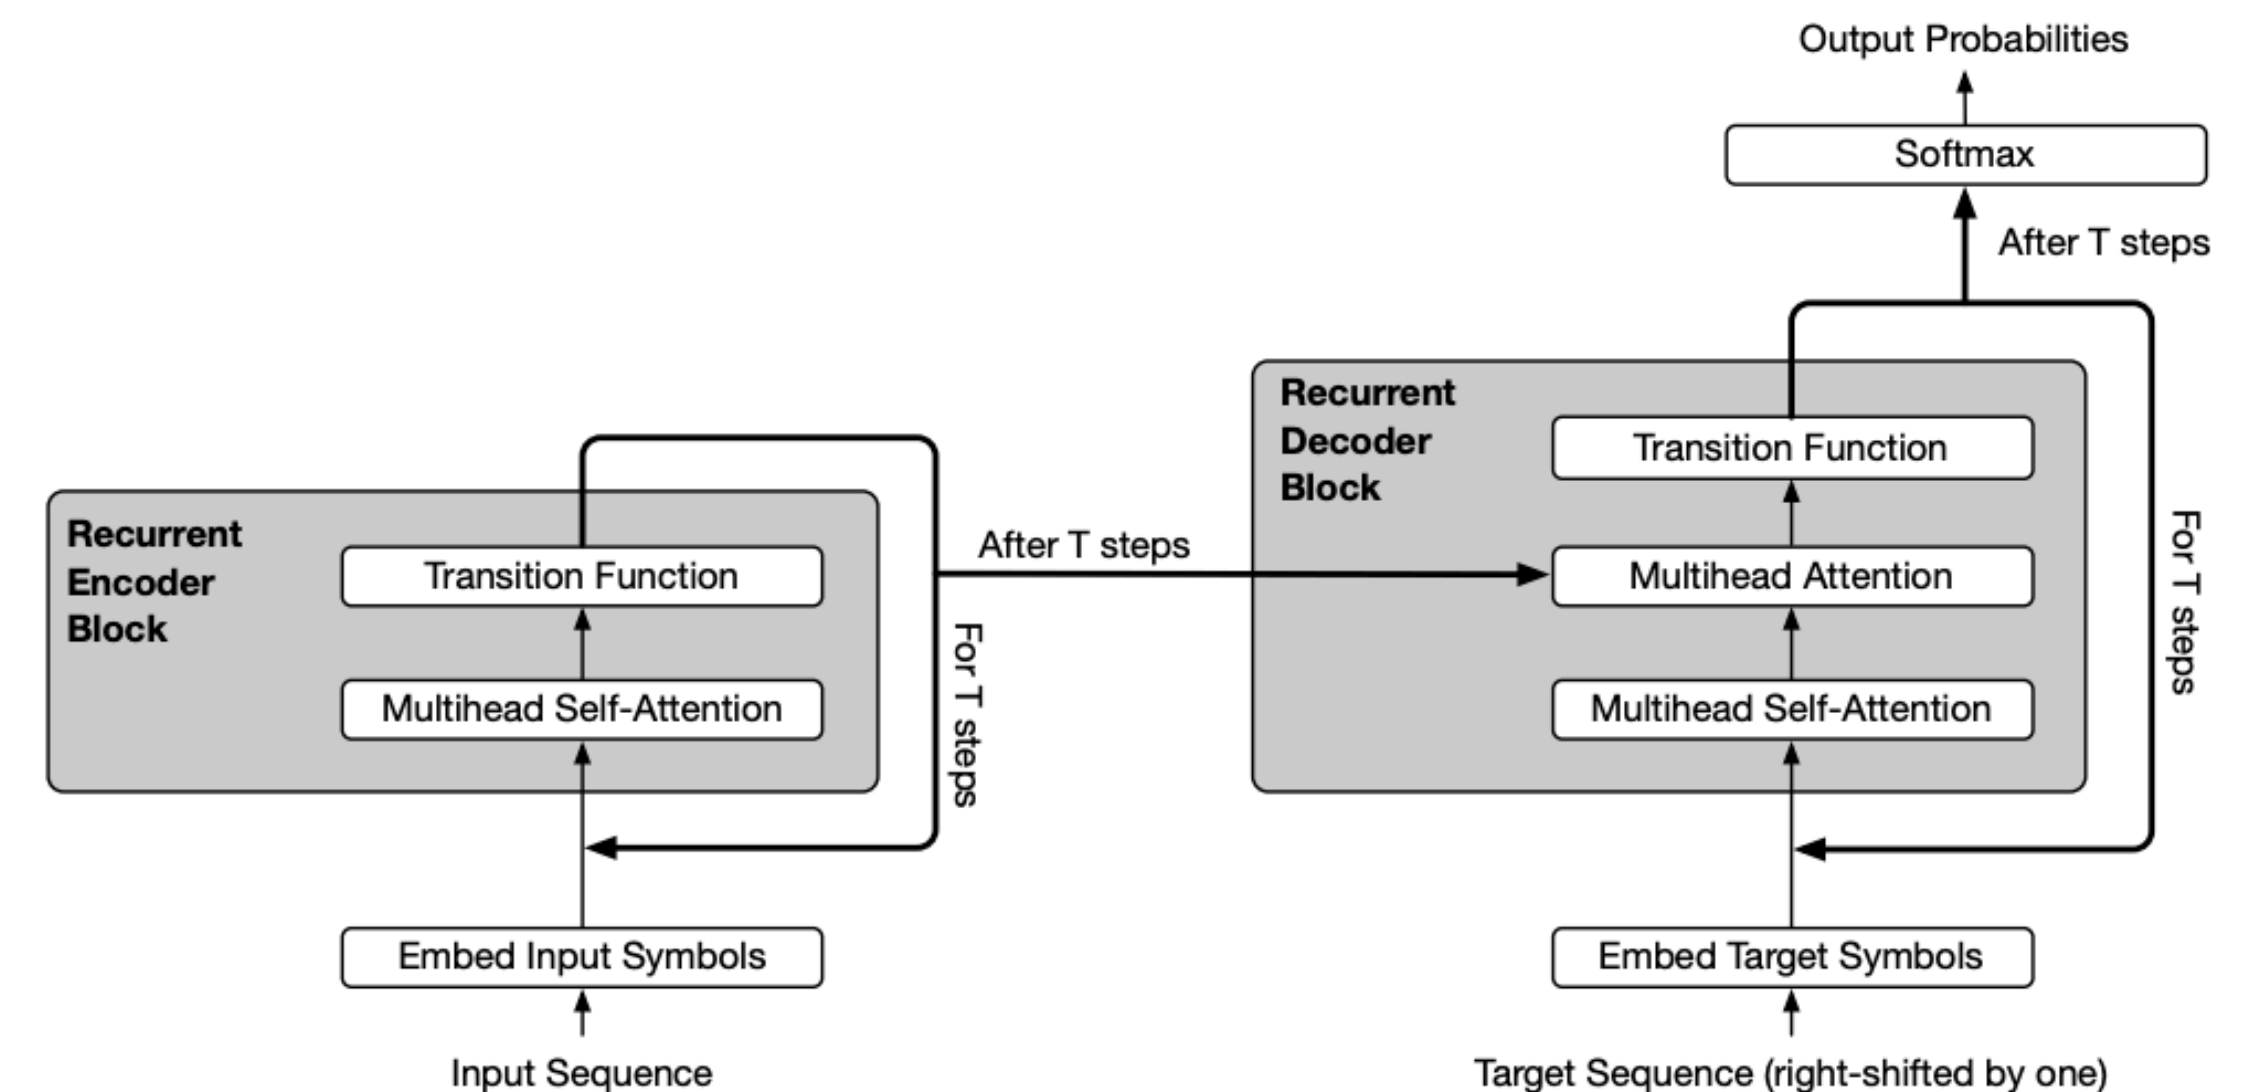 Output Probabilities
Softmax
After T steps
Recurrent
Decoder
Block
Transition Function
Multihead Attention
Multihead Self-Attention
For T steps
Embed Target Symbols
Target Sequence (right-shifted by one)
After T steps
Recurrent
Encoder
Block
Transition Function
Multihead Self-Attention
For T steps
Embed Input Symbols
Input Sequence